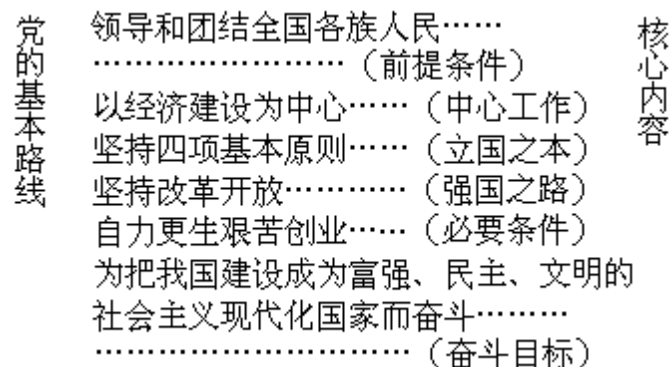 党的基本路线
领导和团结全国各族人民……
……………………（前提条件）
以经济建设为中心……（中心工作）
坚持四项基本原则……（立国之本）
坚持改革开放…………（强国之路）
自力更生艰苦创业……（必要条件）
为把我国建设成为富强、民主、文明的
社会主义现代化国家而奋斗………
…………………………（奋斗目标）
核心内容